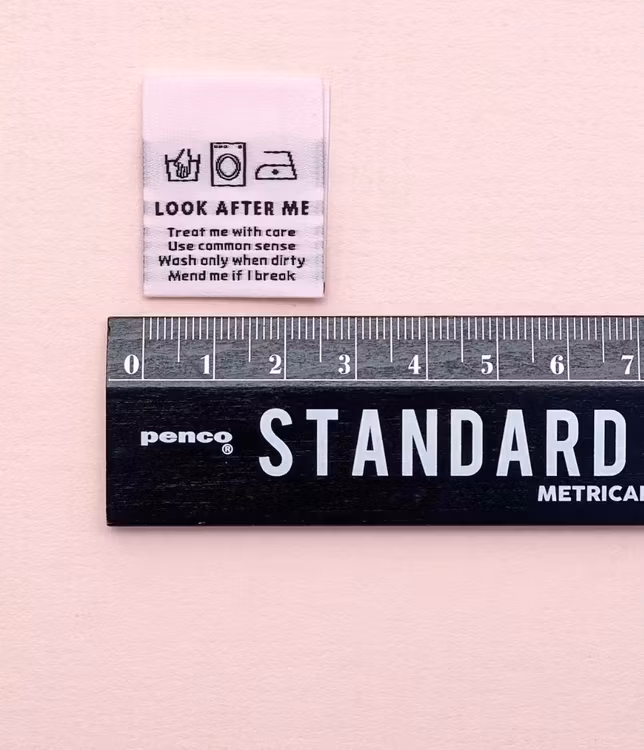 LOOK AFTER ME
Treat me with care
Use common sense
Wash only when dirty
Mend me if I break
0 1 2 3 4 5 6 7
penco®
STANDARD
METRICAL